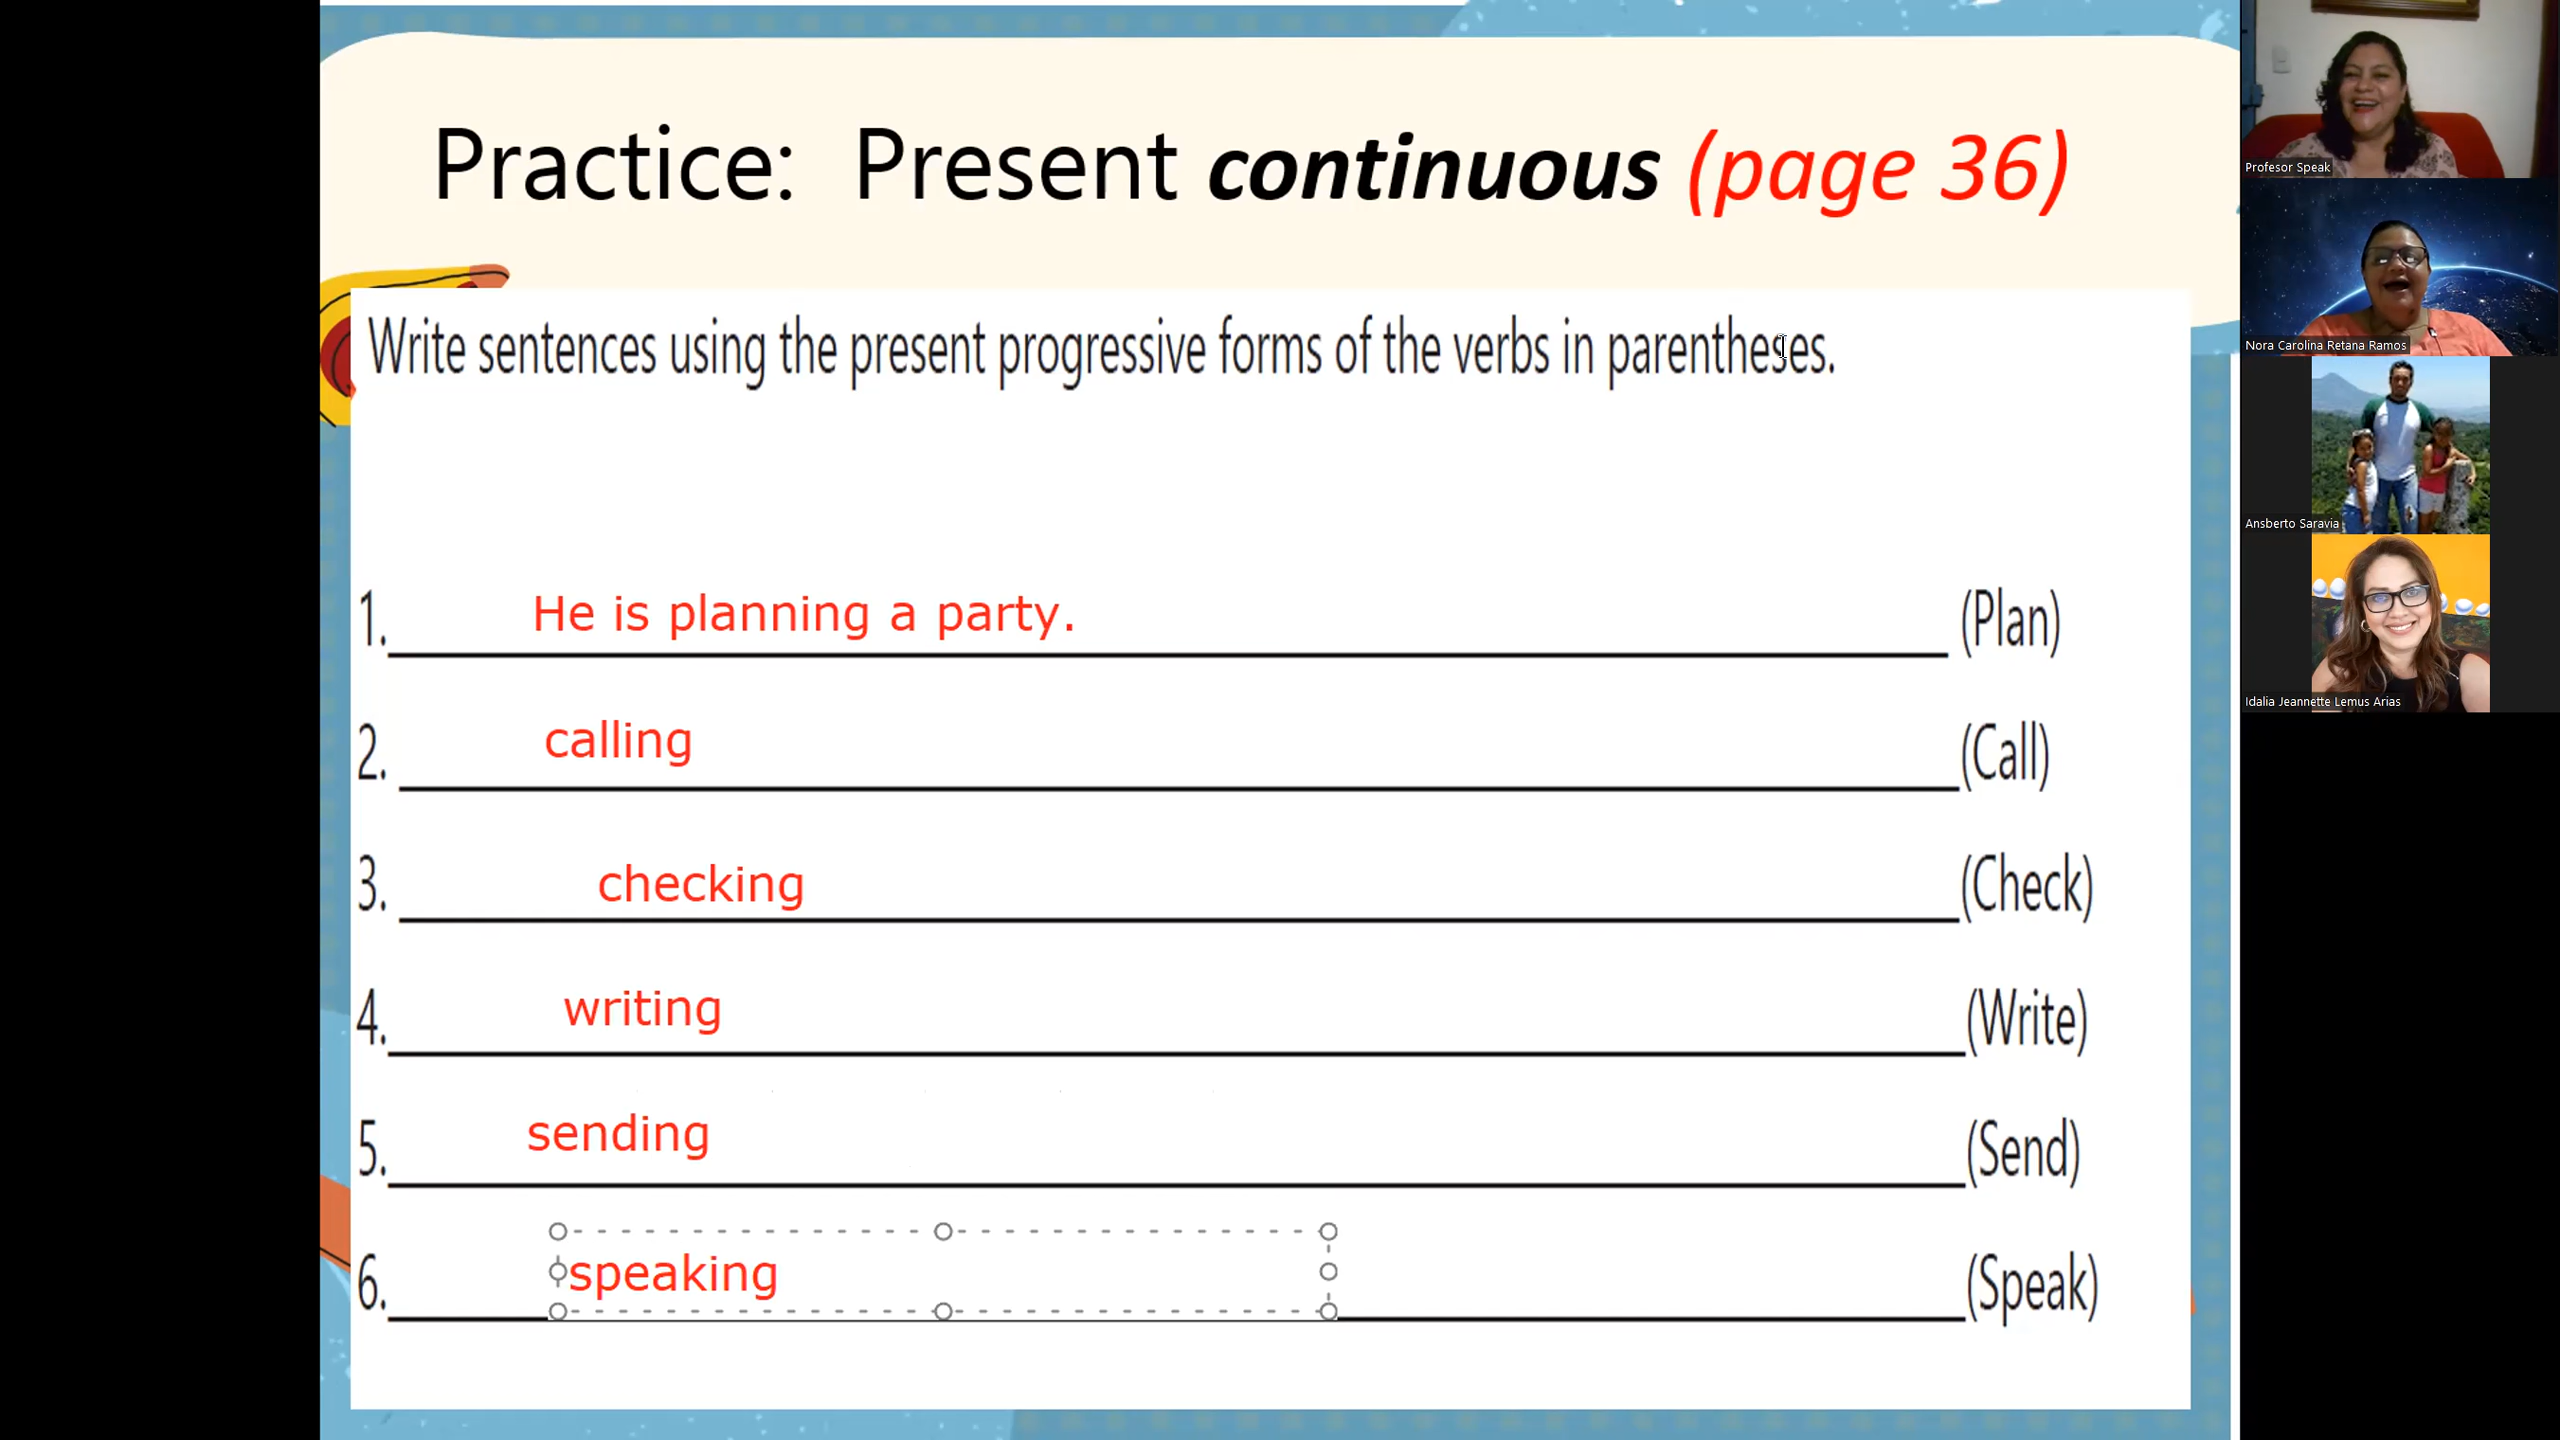 Practice: Present continuous (page 36)
Write sentences using the present progressive forms of the verbs in parentheses.
1. He is planning a party. (Plan)
2. calling (Call)
3. checking (Check)
4. writing (Write)
5. sending (Send)
6. speaking (Speak)
Profesor Speak
Nora Carolina Retana Ramos
Ansberto Saravia
Idalia Jeannette Lemus Arias